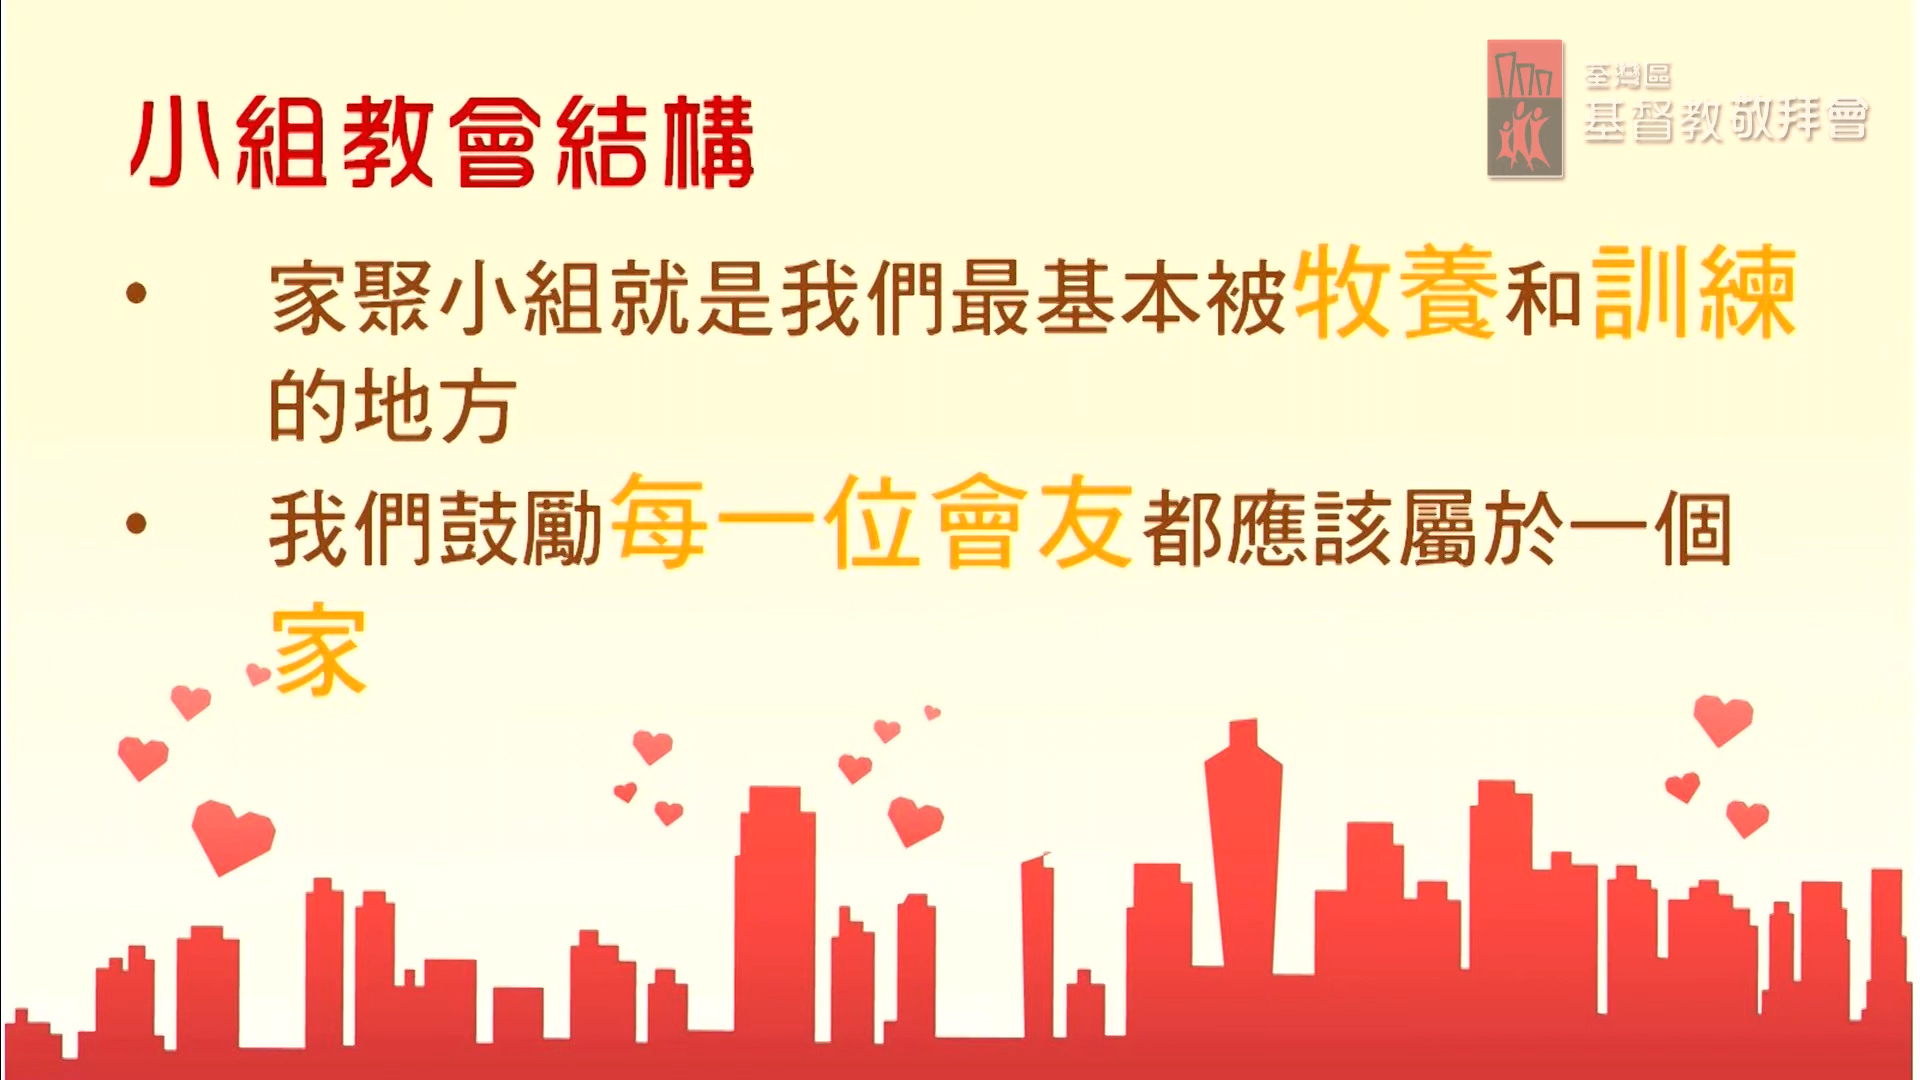 荃灣區
基督教敬拜會
小組教會結構
• 家聚小組就是我們最基本被牧養和訓練
的地方
• 我們鼓勵每一位會友都應該屬於一個
家